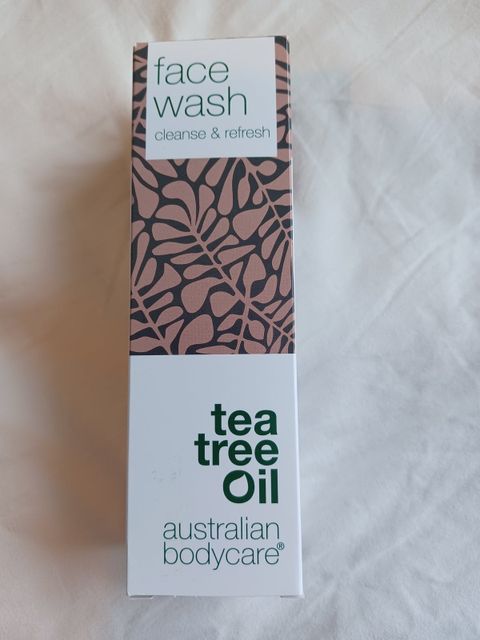 face
wash
cleanse & refresh
tea
tree
oil
australian
bodycare®